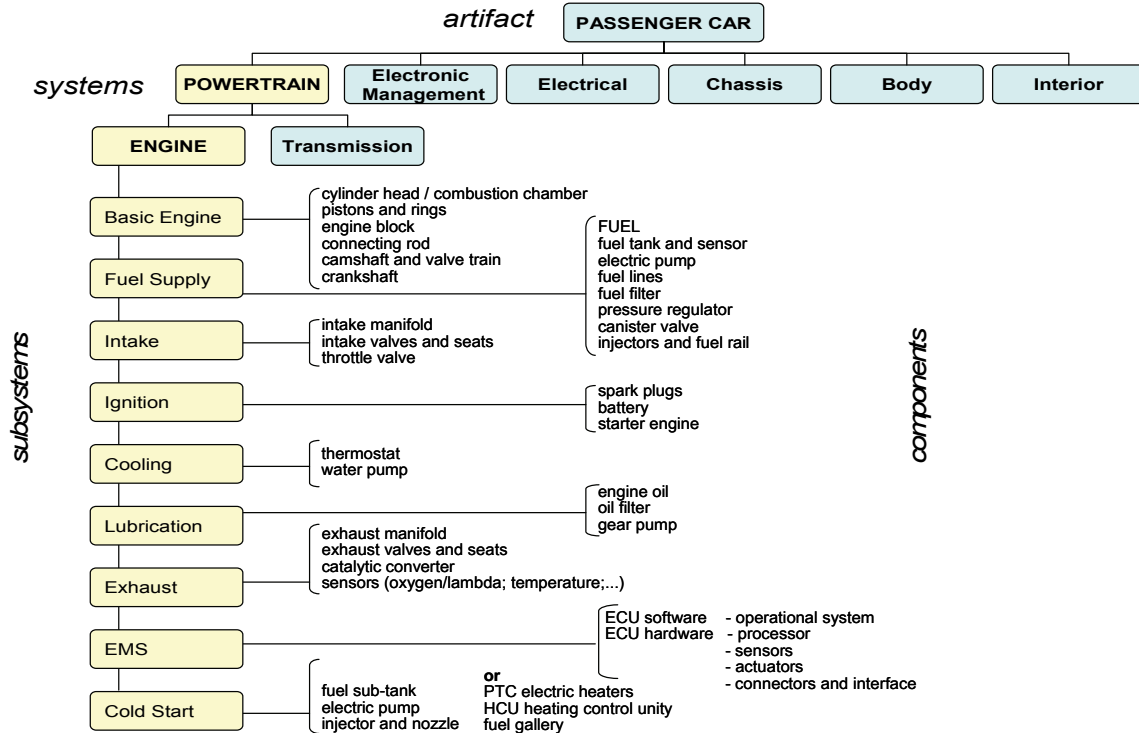 artifact
PASSENGER CAR
systems
POWERTRAIN
Electronic
Management
Electrical
Chassis
Body
Interior
ENGINE
Transmission
subsystems
components
Basic Engine
cylinder head / combustion chamber
pistons and rings
engine block
connecting rod
camshaft and valve train
crankshaft
Fuel Supply
FUEL
fuel tank and sensor
electric pump
fuel lines
fuel filter
pressure regulator
canister valve
injectors and fuel rail
Intake
intake manifold
intake valves and seats
throttle valve
Ignition
spark plugs
battery
starter engine
Cooling
thermostat
water pump
Lubrication
engine oil
oil filter
gear pump
Exhaust
exhaust manifold
exhaust valves and seats
catalytic converter
sensors (oxygen/lambda; temperature;...)
EMS
ECU software - operational system
ECU hardware - processor
- sensors
- actuators
- connectors and interface
Cold Start
fuel sub-tank
electric pump
injector and nozzle
or
PTC electric heaters
HCU heating control unity
fuel gallery